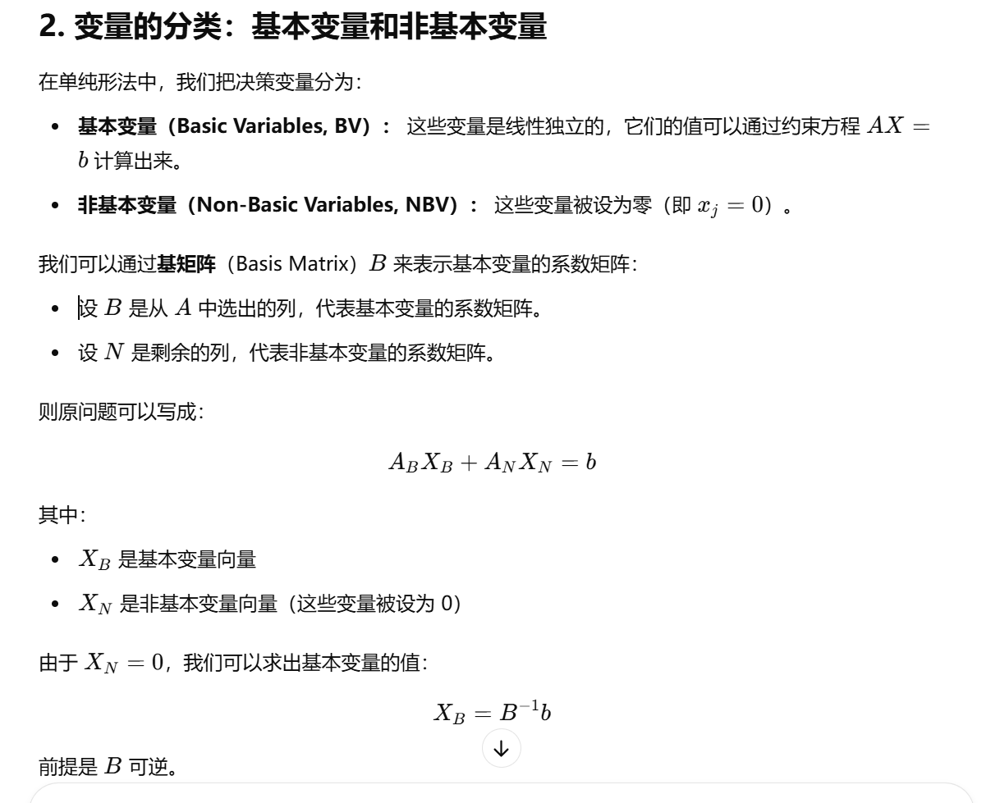 2. 变量的分类：基本变量和非基本变量
在单纯形法中，我们把决策变量分为：
• 基本变量（Basic Variables, BV）： 这些变量是线性独立的，它们的值可以通过约束方程 AX =
b 计算出来。
• 非基本变量（Non-Basic Variables, NBV）： 这些变量被设为零（即 x_j = 0）。
我们可以通过基矩阵（Basis Matrix）B 来表示基本变量的系数矩阵：
• 设 B 是从 A 中选出的列，代表基本变量的系数矩阵。
• 设 N 是剩余的列，代表非基本变量的系数矩阵。
则原问题可以写成：
A_B X_B + A_N X_N = b
其中：
• X_B 是基本变量向量
• X_N 是非基本变量向量（这些变量被设为 0）
由于 X_N = 0，我们可以求出基本变量的值：
X_B = B^{-1}b
前提是 B 可逆。